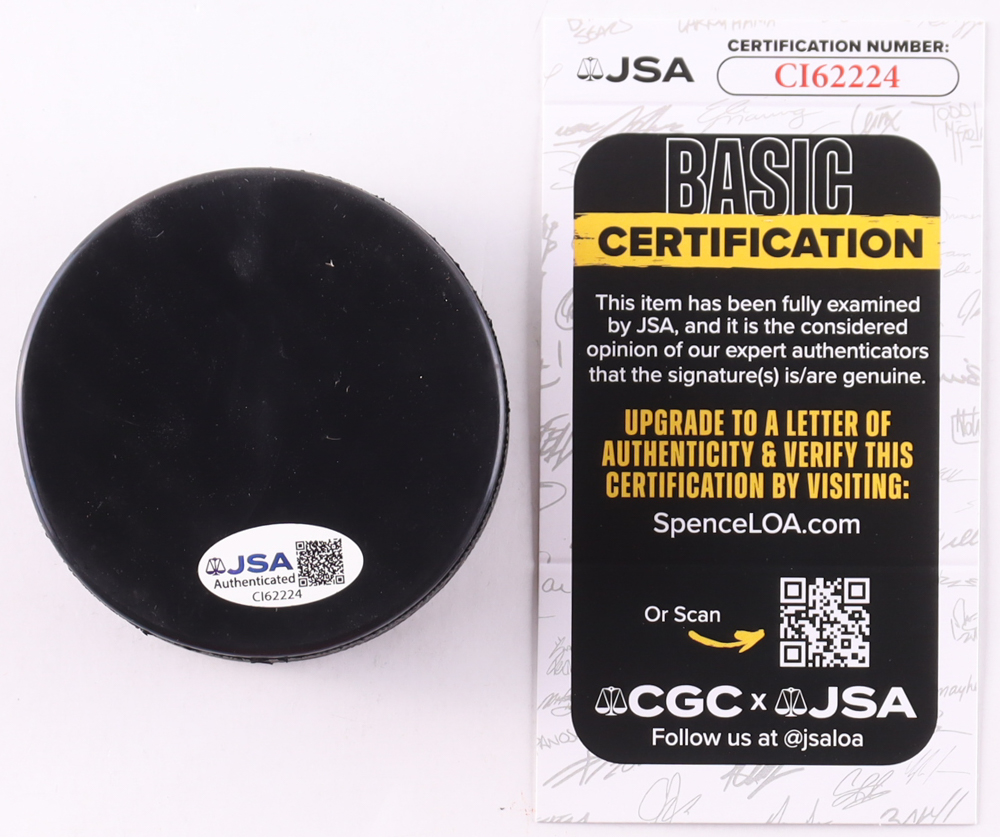 JSA
Authenticated
CI62224
JSA
CERTIFICATION NUMBER:
CI62224
BASIC
CERTIFICATION
This item has been fully examined
by JSA, and it is the considered
opinion of our expert authenticators
that the signature(s) is/are genuine.
UPGRADE TO A LETTER OF
AUTHENTICITY & VERIFY THIS
CERTIFICATION BY VISITING:
SpenceLOA.com
Or Scan
CGC x JSA
Follow us at @jsaloa